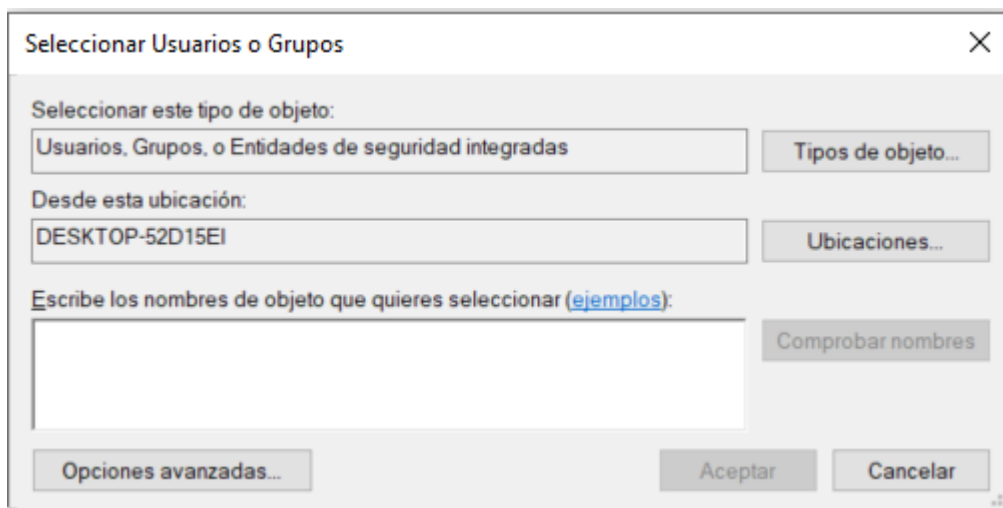 Seleccionar Usuarios o Grupos
Seleccionar este tipo de objeto:
Usuarios, Grupos, o Entidades de seguridad integradas
Tipos de objeto...
Desde esta ubicación:
DESKTOP-52D15EI
Ubicaciones...
Escribe los nombres de objeto que quieres seleccionar (ejemplos):
Comprobar nombres
Opciones avanzadas...
Aceptar
Cancelar